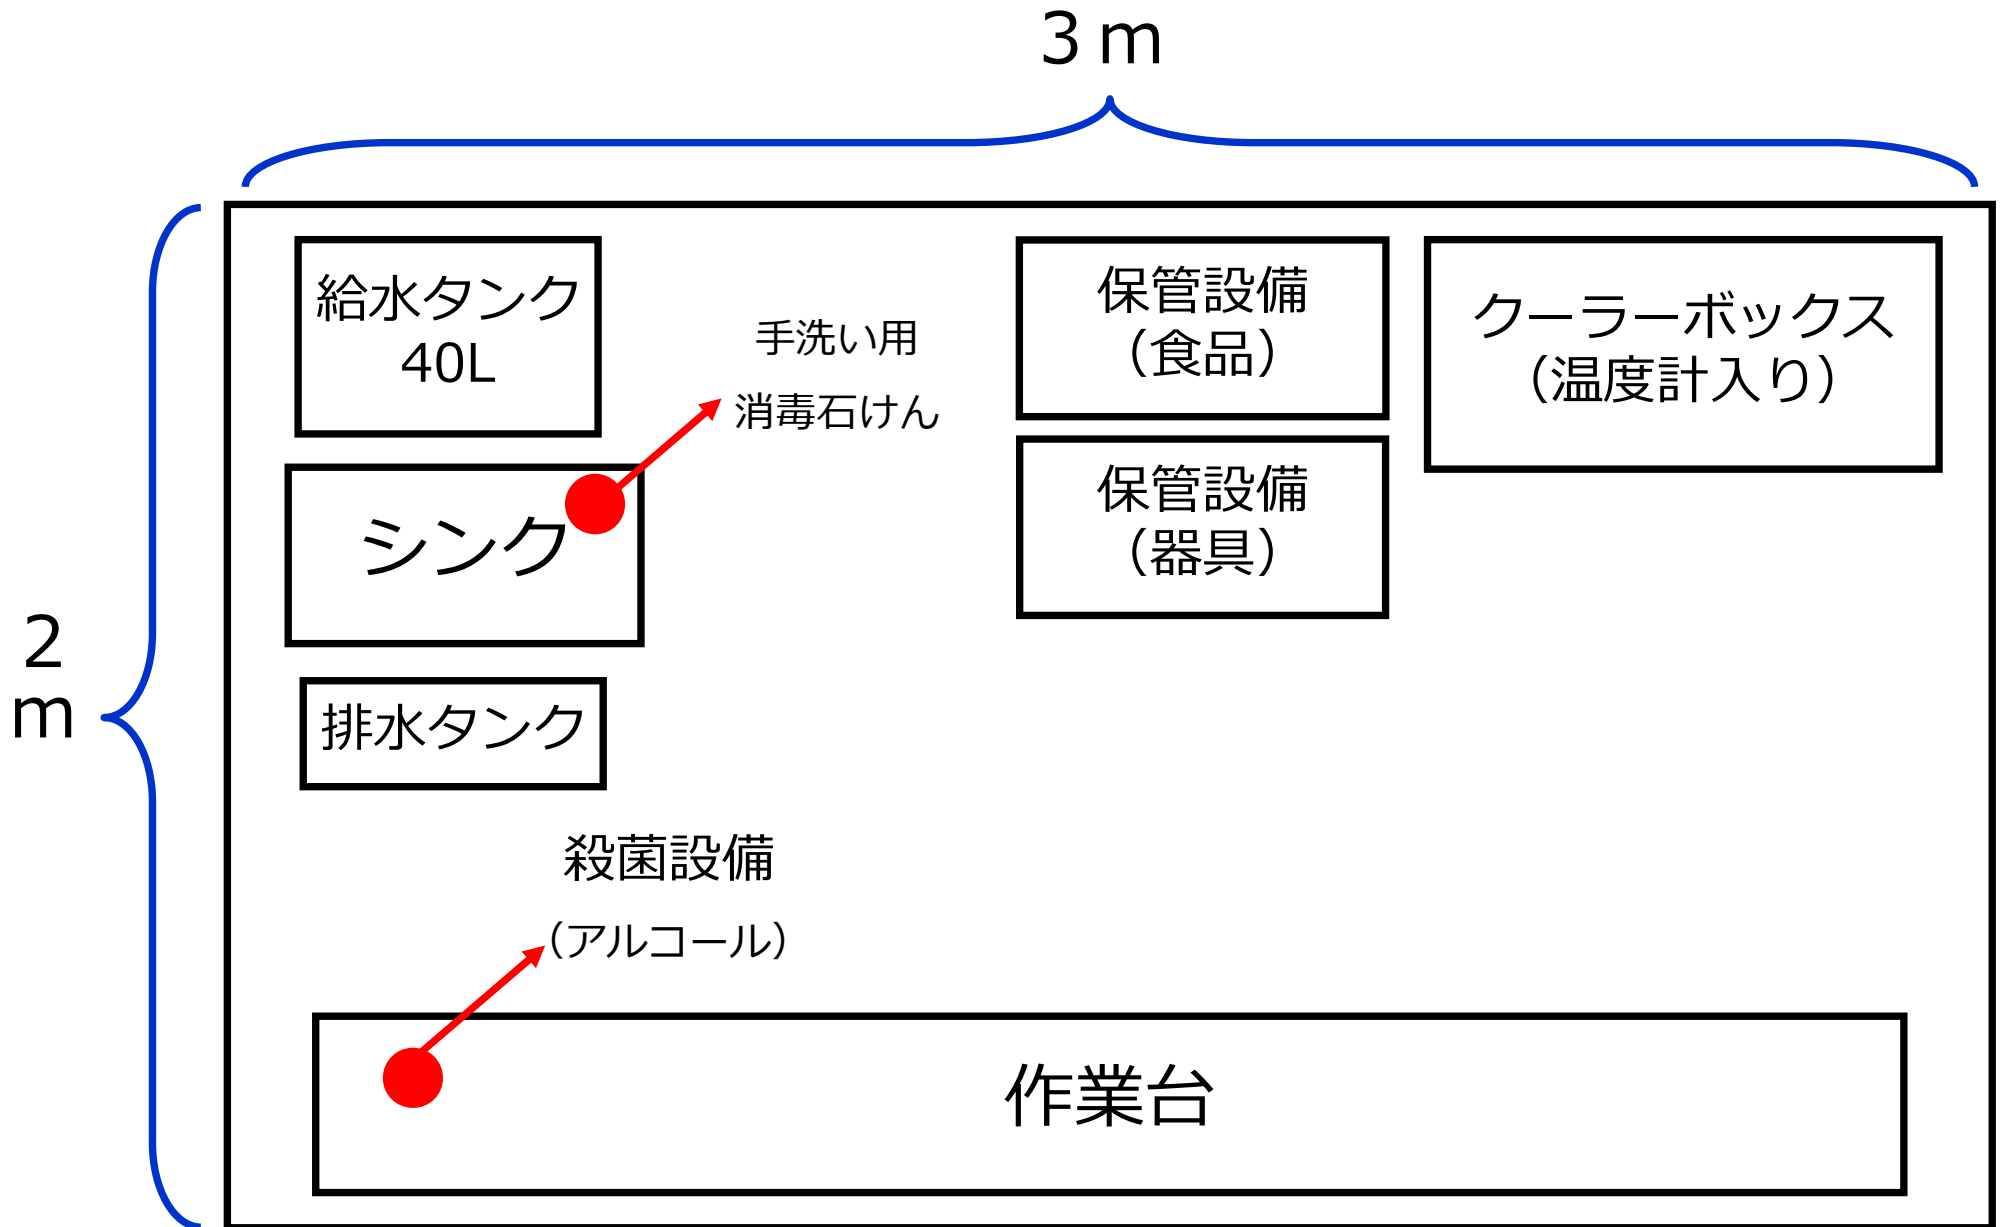 3 m
給水タンク
40L
手洗い用
消毒石けん
保管設備
（食品）
クーラーボックス
（温度計入り）
シンク
保管設備
（器具）
2
m
排水タンク
殺菌設備
（アルコール）
作業台